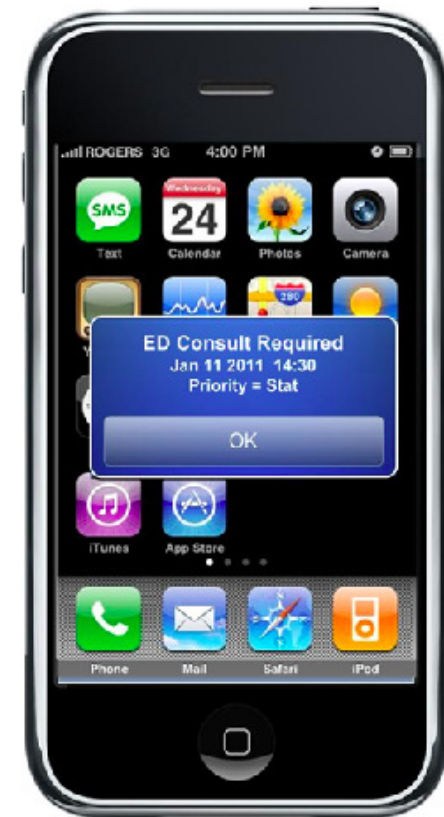 ROGERS 3G 4:00 PM
Wednesday
SMS 24 280
Text Calendar Photos Camera
ED Consult Required
Jan 11 2011 14:30
Priority = Stat
OK
iTunes App Store
Phone Mail Safari iPod